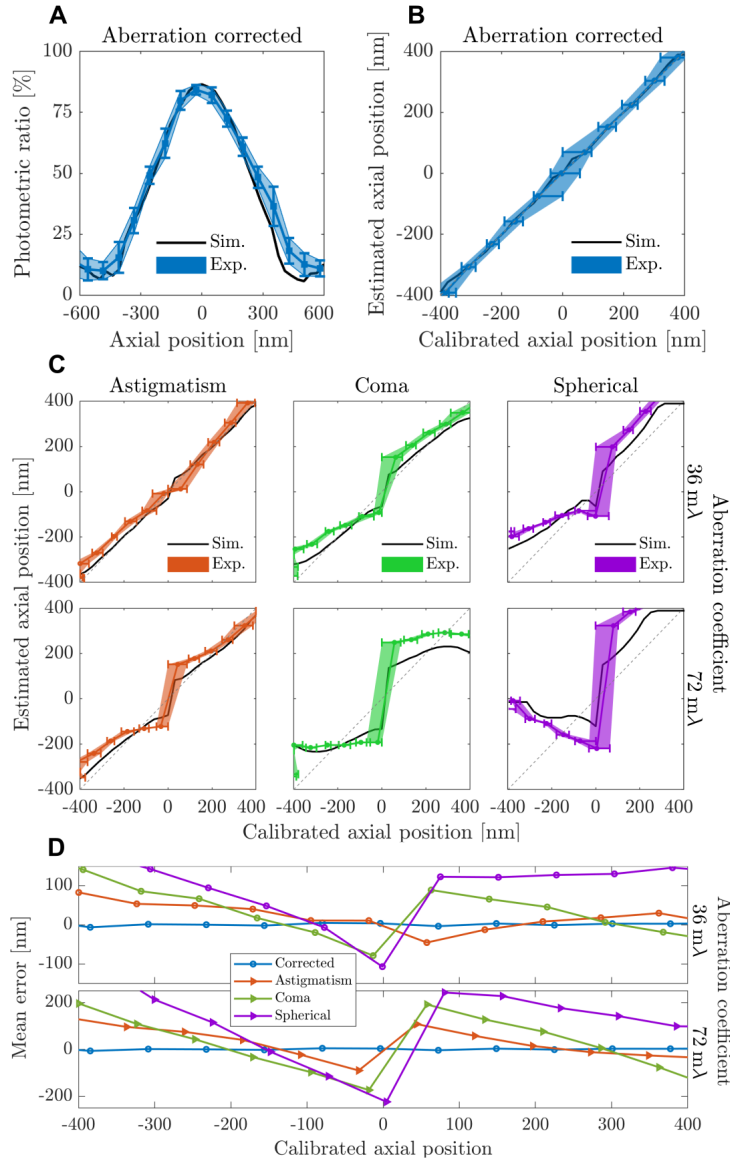 A
Aberration corrected
Photometric ratio [%]
100
75
50
25
0
Sim.
Exp.
-600
-300
0
300
600
Axial position [nm]
B
Aberration corrected
Estimated axial position [nm]
400
200
0
-200
-400
Sim.
Exp.
-400
-200
0
200
400
Calibrated axial position [nm]
C
Astigmatism
Coma
Spherical
Estimated axial position [nm]
400
200
0
-200
-400
Sim.
Exp.
Sim.
Exp.
Sim.
Exp.
36 mλ
Aberration coefficient
400
200
0
-200
-400
72 mλ
-400 -200 0 200 400
-400 -200 0 200 400
-400 -200 0 200 400
Calibrated axial position [nm]
D
Mean error [nm]
100
0
-100
36 mλ
Aberration coefficient
Corrected
Astigmatism
Coma
Spherical
200
0
-200
72 mλ
-400 -300 -200 -100 0 100 200 300 400
Calibrated axial position